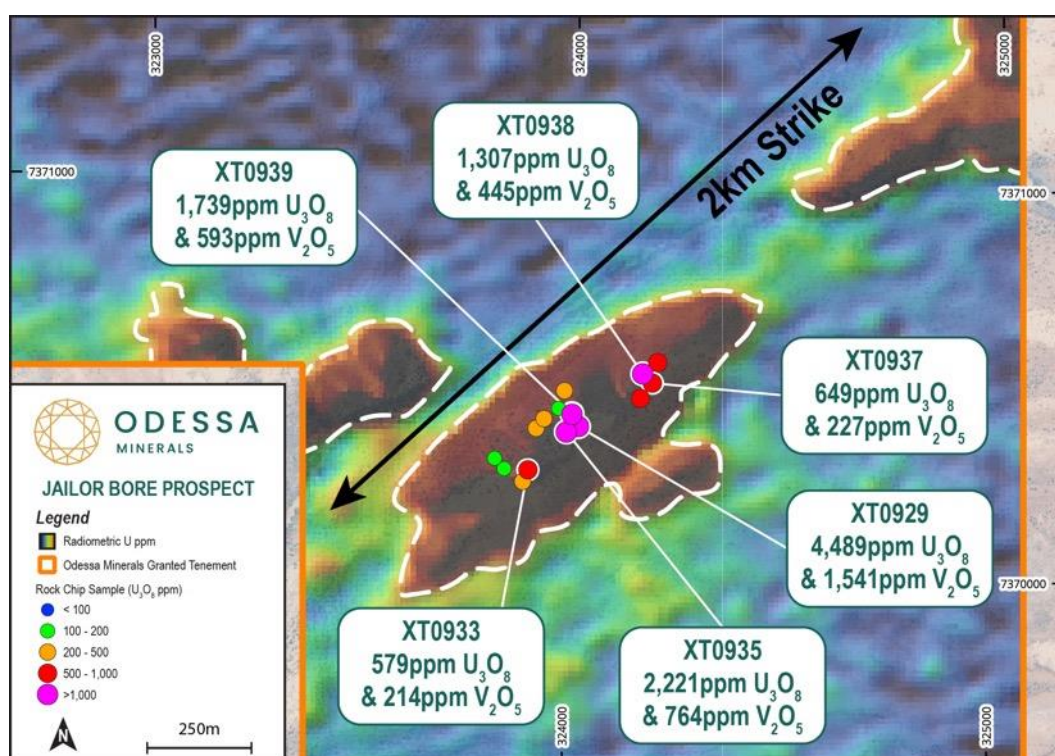 323000
324000
325000
7371000
7371000
2km Strike
XT0938
1,307ppm U₃O₈
& 445ppm V₂O₅
XT0939
1,739ppm U₃O₈
& 593ppm V₂O₅
XT0937
649ppm U₃O₈
& 227ppm V₂O₅
XT0929
4,489ppm U₃O₈
& 1,541ppm V₂O₅
7370000
XT0933
579ppm U₃O₈
& 214ppm V₂O₅
XT0935
2,221ppm U₃O₈
& 764ppm V₂O₅
324000
325000
ODESSA
MINERALS
JAILOR BORE PROSPECT
Legend
Radiometric U ppm
Odessa Minerals Granted Tenement
Rock Chip Sample (U₃O₈ ppm)
< 100
100 - 200
200 - 500
500 - 1,000
>1,000
N
250m